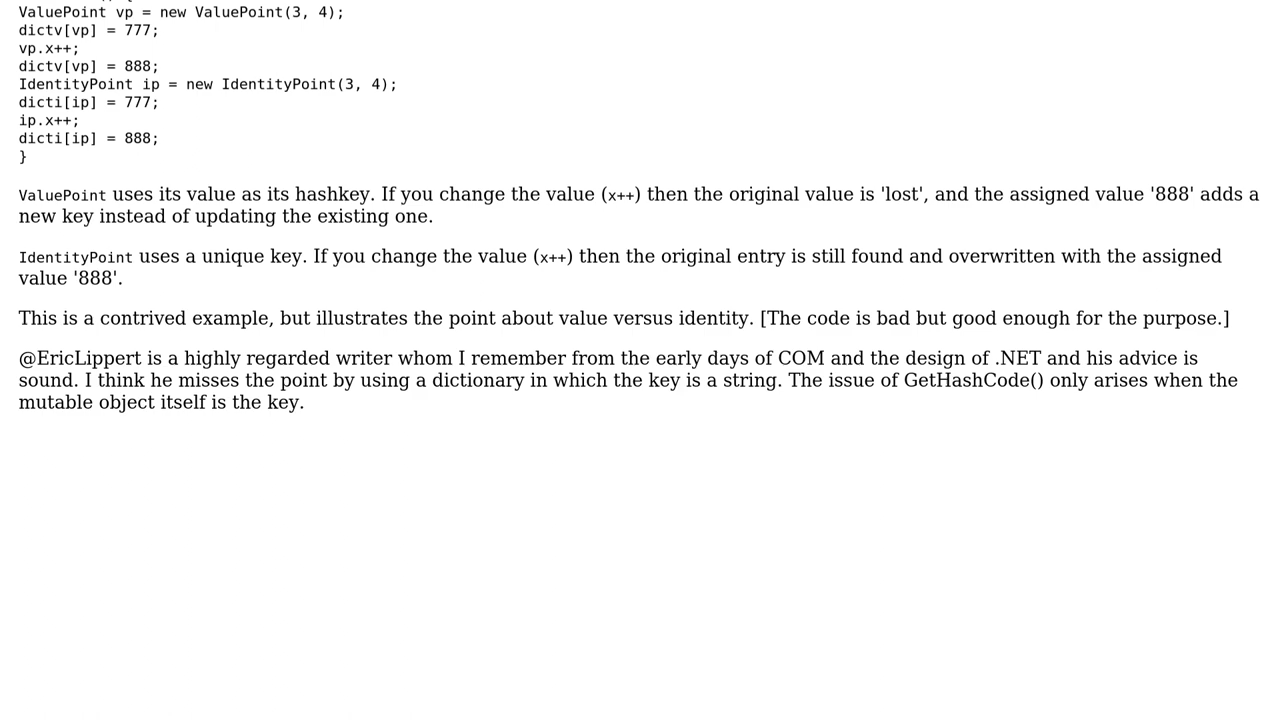 ValuePoint vp = new ValuePoint(3, 4);
dictv[vp] = 777;
vp.x++;
dictv[vp] = 888;
IdentityPoint ip = new IdentityPoint(3, 4);
dicti[ip] = 777;
ip.x++;
dicti[ip] = 888;
}
ValuePoint uses its value as its hashkey. If you change the value (x++) then the original value is 'lost', and the assigned value '888' adds a
new key instead of updating the existing one.
IdentityPoint uses a unique key. If you change the value (x++) then the original entry is still found and overwritten with the assigned
value '888'.
This is a contrived example, but illustrates the point about value versus identity. [The code is bad but good enough for the purpose.]
@EricLippert is a highly regarded writer whom I remember from the early days of COM and the design of .NET and his advice is
sound. I think he misses the point by using a dictionary in which the key is a string. The issue of GetHashCode() only arises when the
mutable object itself is the key.